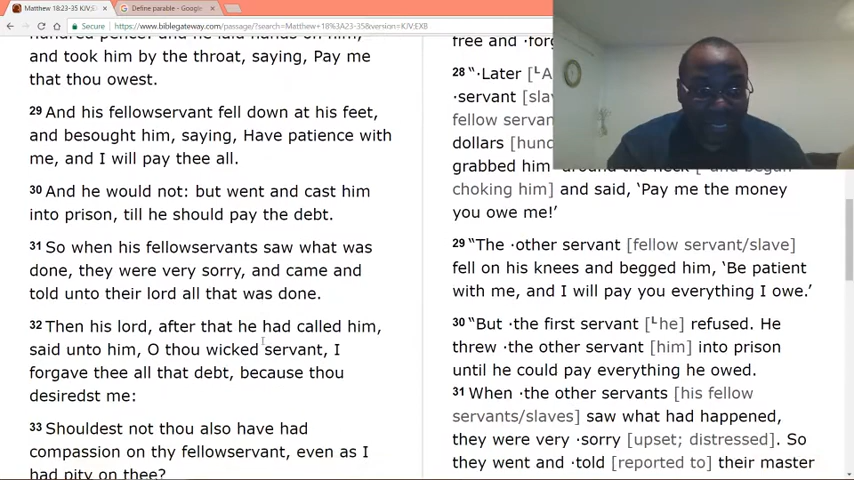 Matthew 18:23-35 KJV;EXB
Define parable - Google
Secure
https://www.biblegateway.com/passage/?search=Matthew+18%3A23-35&version=KJV;EXB
and took him by the throat, saying, Pay me
that thou owest.
29 And his fellowservant fell down at his feet,
and besought him, saying, Have patience with
me, and I will pay thee all.
30 And he would not: but went and cast him
into prison, till he should pay the debt.
31 So when his fellowservants saw what was
done, they were very sorry, and came and
told unto their lord all that was done.
32 Then his lord, after that he had called him,
said unto him, O thou wicked servant, I
forgave thee all that debt, because thou
desiredst me:
33 Shouldest not thou also have had
compassion on thy fellowservant, even as I
had pity on thee?
free and ·forg
28 “·Later [LA
·servant [slav
fellow servant
dollars [hund
grabbed him around the neck [and began
choking him] and said, ‘Pay me the money
you owe me!’
29 “The ·other servant [fellow servant/slave]
fell on his knees and begged him, ‘Be patient
with me, and I will pay you everything I owe.’
30 “But ·the first servant [Lhe] refused. He
threw ·the other servant [him] into prison
until he could pay everything he owed.
31 When ·the other servants [his fellow
servants/slaves] saw what had happened,
they were very ·sorry [upset; distressed]. So
they went and ·told [reported to] their master